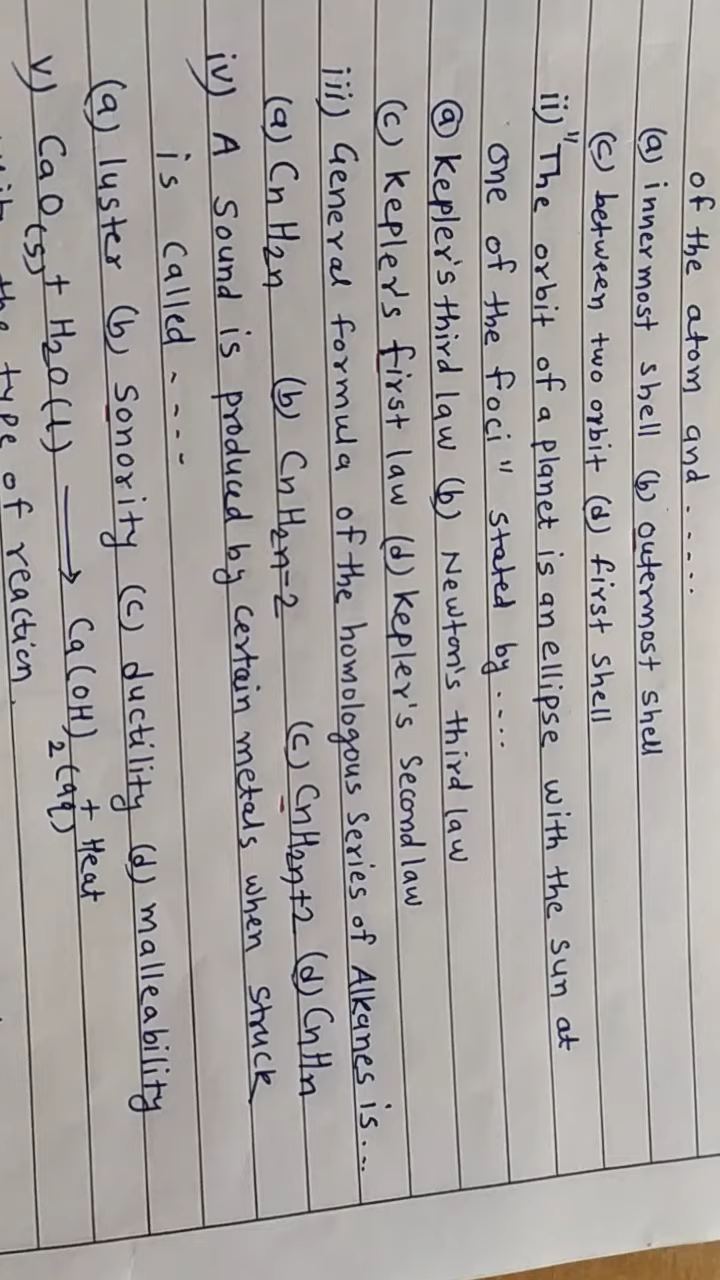 of the atom and .....
(a) innermost shell (b) outermost shell
(c) between two orbit (d) first shell
ii) "The orbit of a planet is an ellipse with the sun at
one of the foci" stated by ....
(a) Kepler's third law (b) Newton's third law
(c) Kepler's first law (d) Kepler's Second law
iii) General formula of the homologous Series of Alkanes is ...
(a) CnH2n (b) CnH2n-2 (c) CnH2n+2 (d) CnHn
iv) A Sound is produced by certain metals when struck
is called ....
(a) luster (b) Sonority (c) ductility (d) malleability
v) CaO(s) + H2O(l) ⟶ Ca(OH)2(aq) + Heat
the type of reaction.